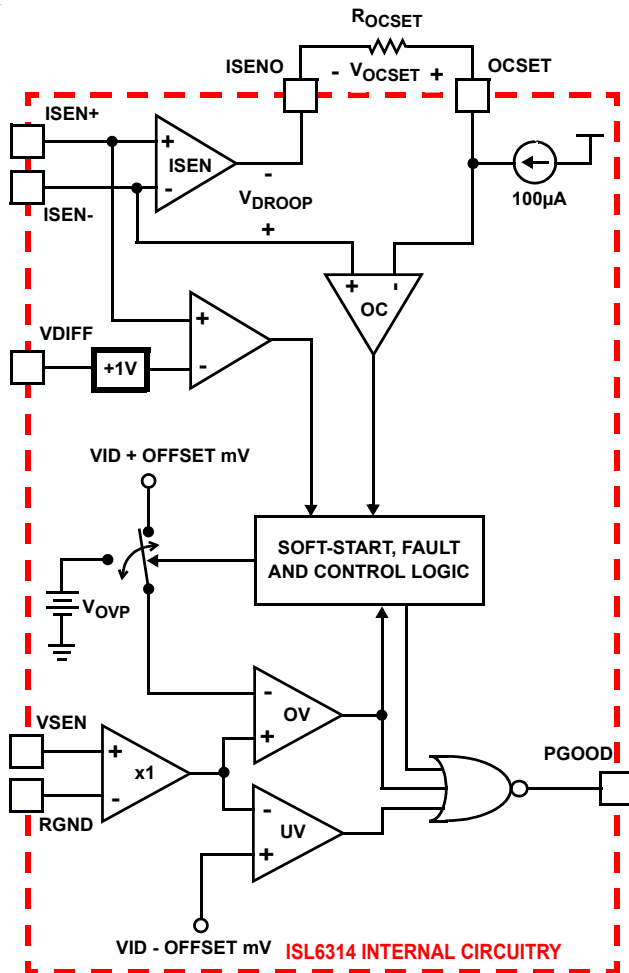 ROCSET
ISENO
- VOCSET +
OCSET
ISEN+
+
ISEN
-
ISEN-
-
VDROOP
+
100µA
+ -
OC
VDIFF
+1V
+
-
VID + OFFSET mV
SOFT-START, FAULT
AND CONTROL LOGIC
VOVP
-
OV
+
VSEN
+
x1
-
RGND
PGOOD
-
UV
+
VID - OFFSET mV
ISL6314 INTERNAL CIRCUITRY